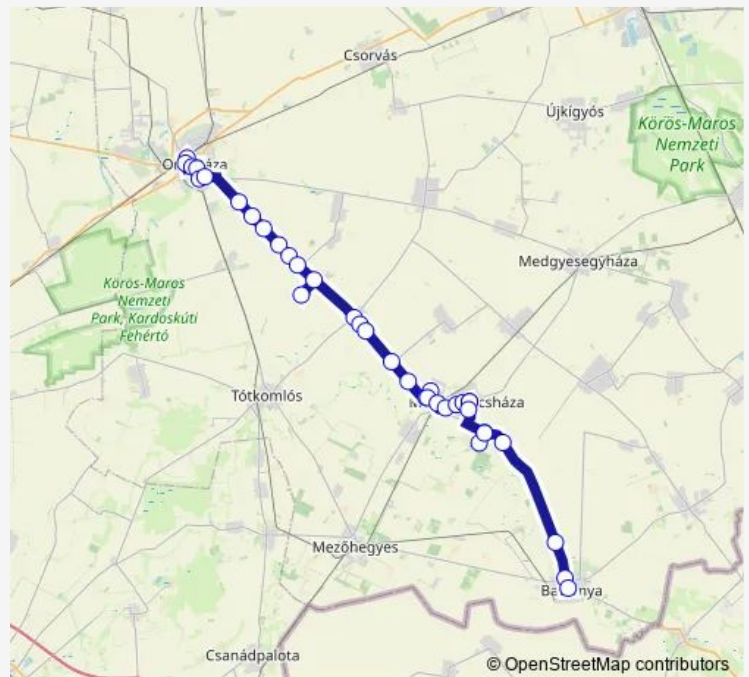 Csorvás
Újkígyós
Körös-Maros
Nemzeti
Park
Medgyesegyháza
Körös-Maros
Nemzeti
Park, Kardoskúti
Fehértó
Tótkomlós
Mezőhegyes
Csanádpalota
© OpenStreetMap contributors